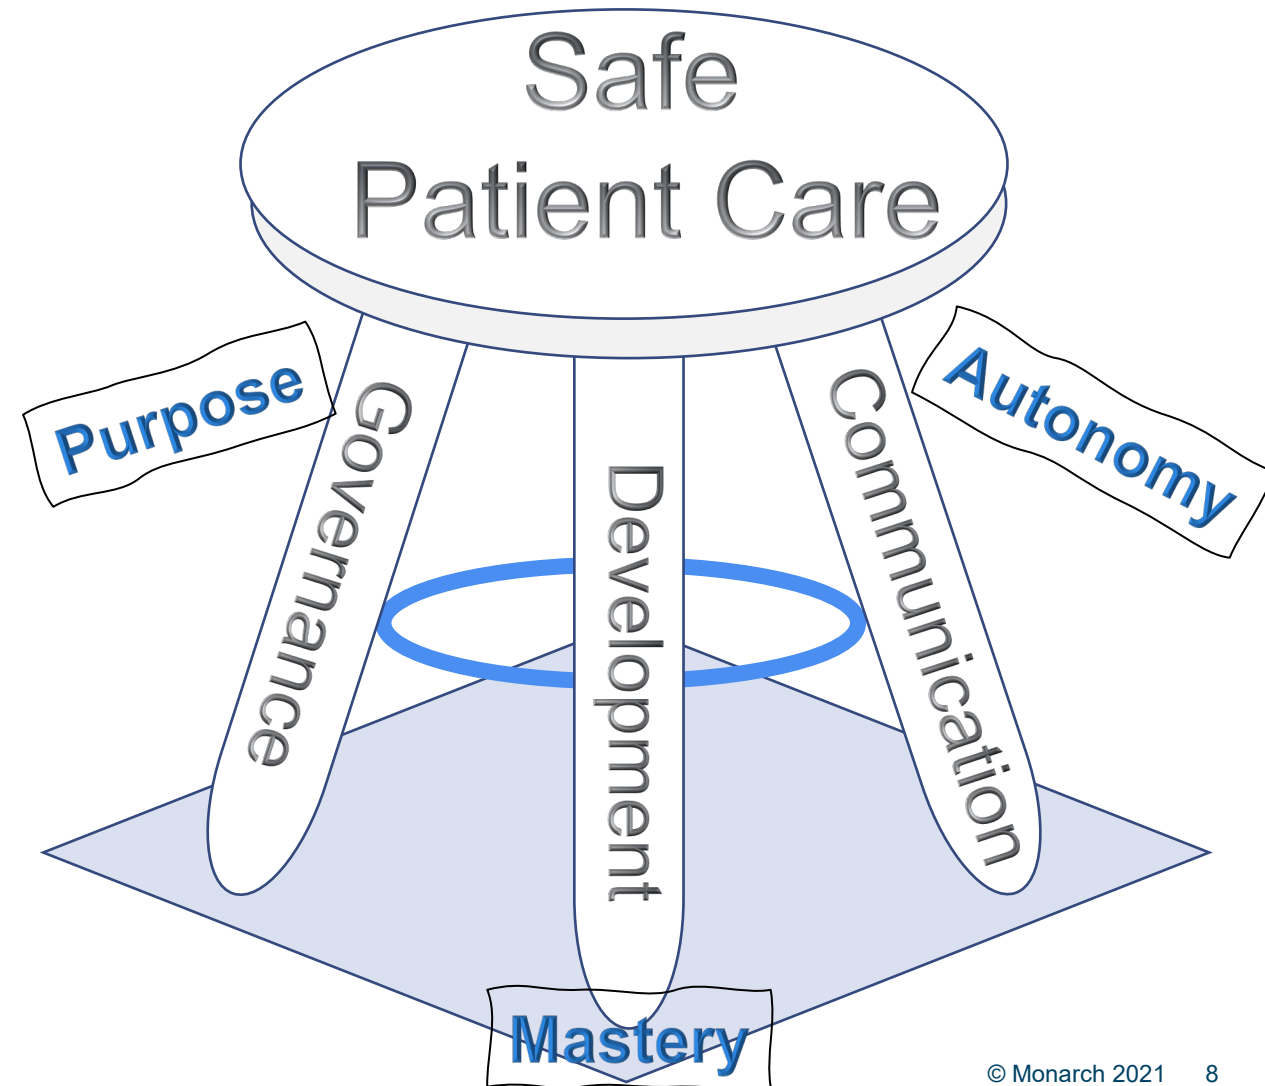 Safe
Patient Care
Purpose
Autonomy
Governance
Development
Communication
Mastery
© Monarch 2021 8